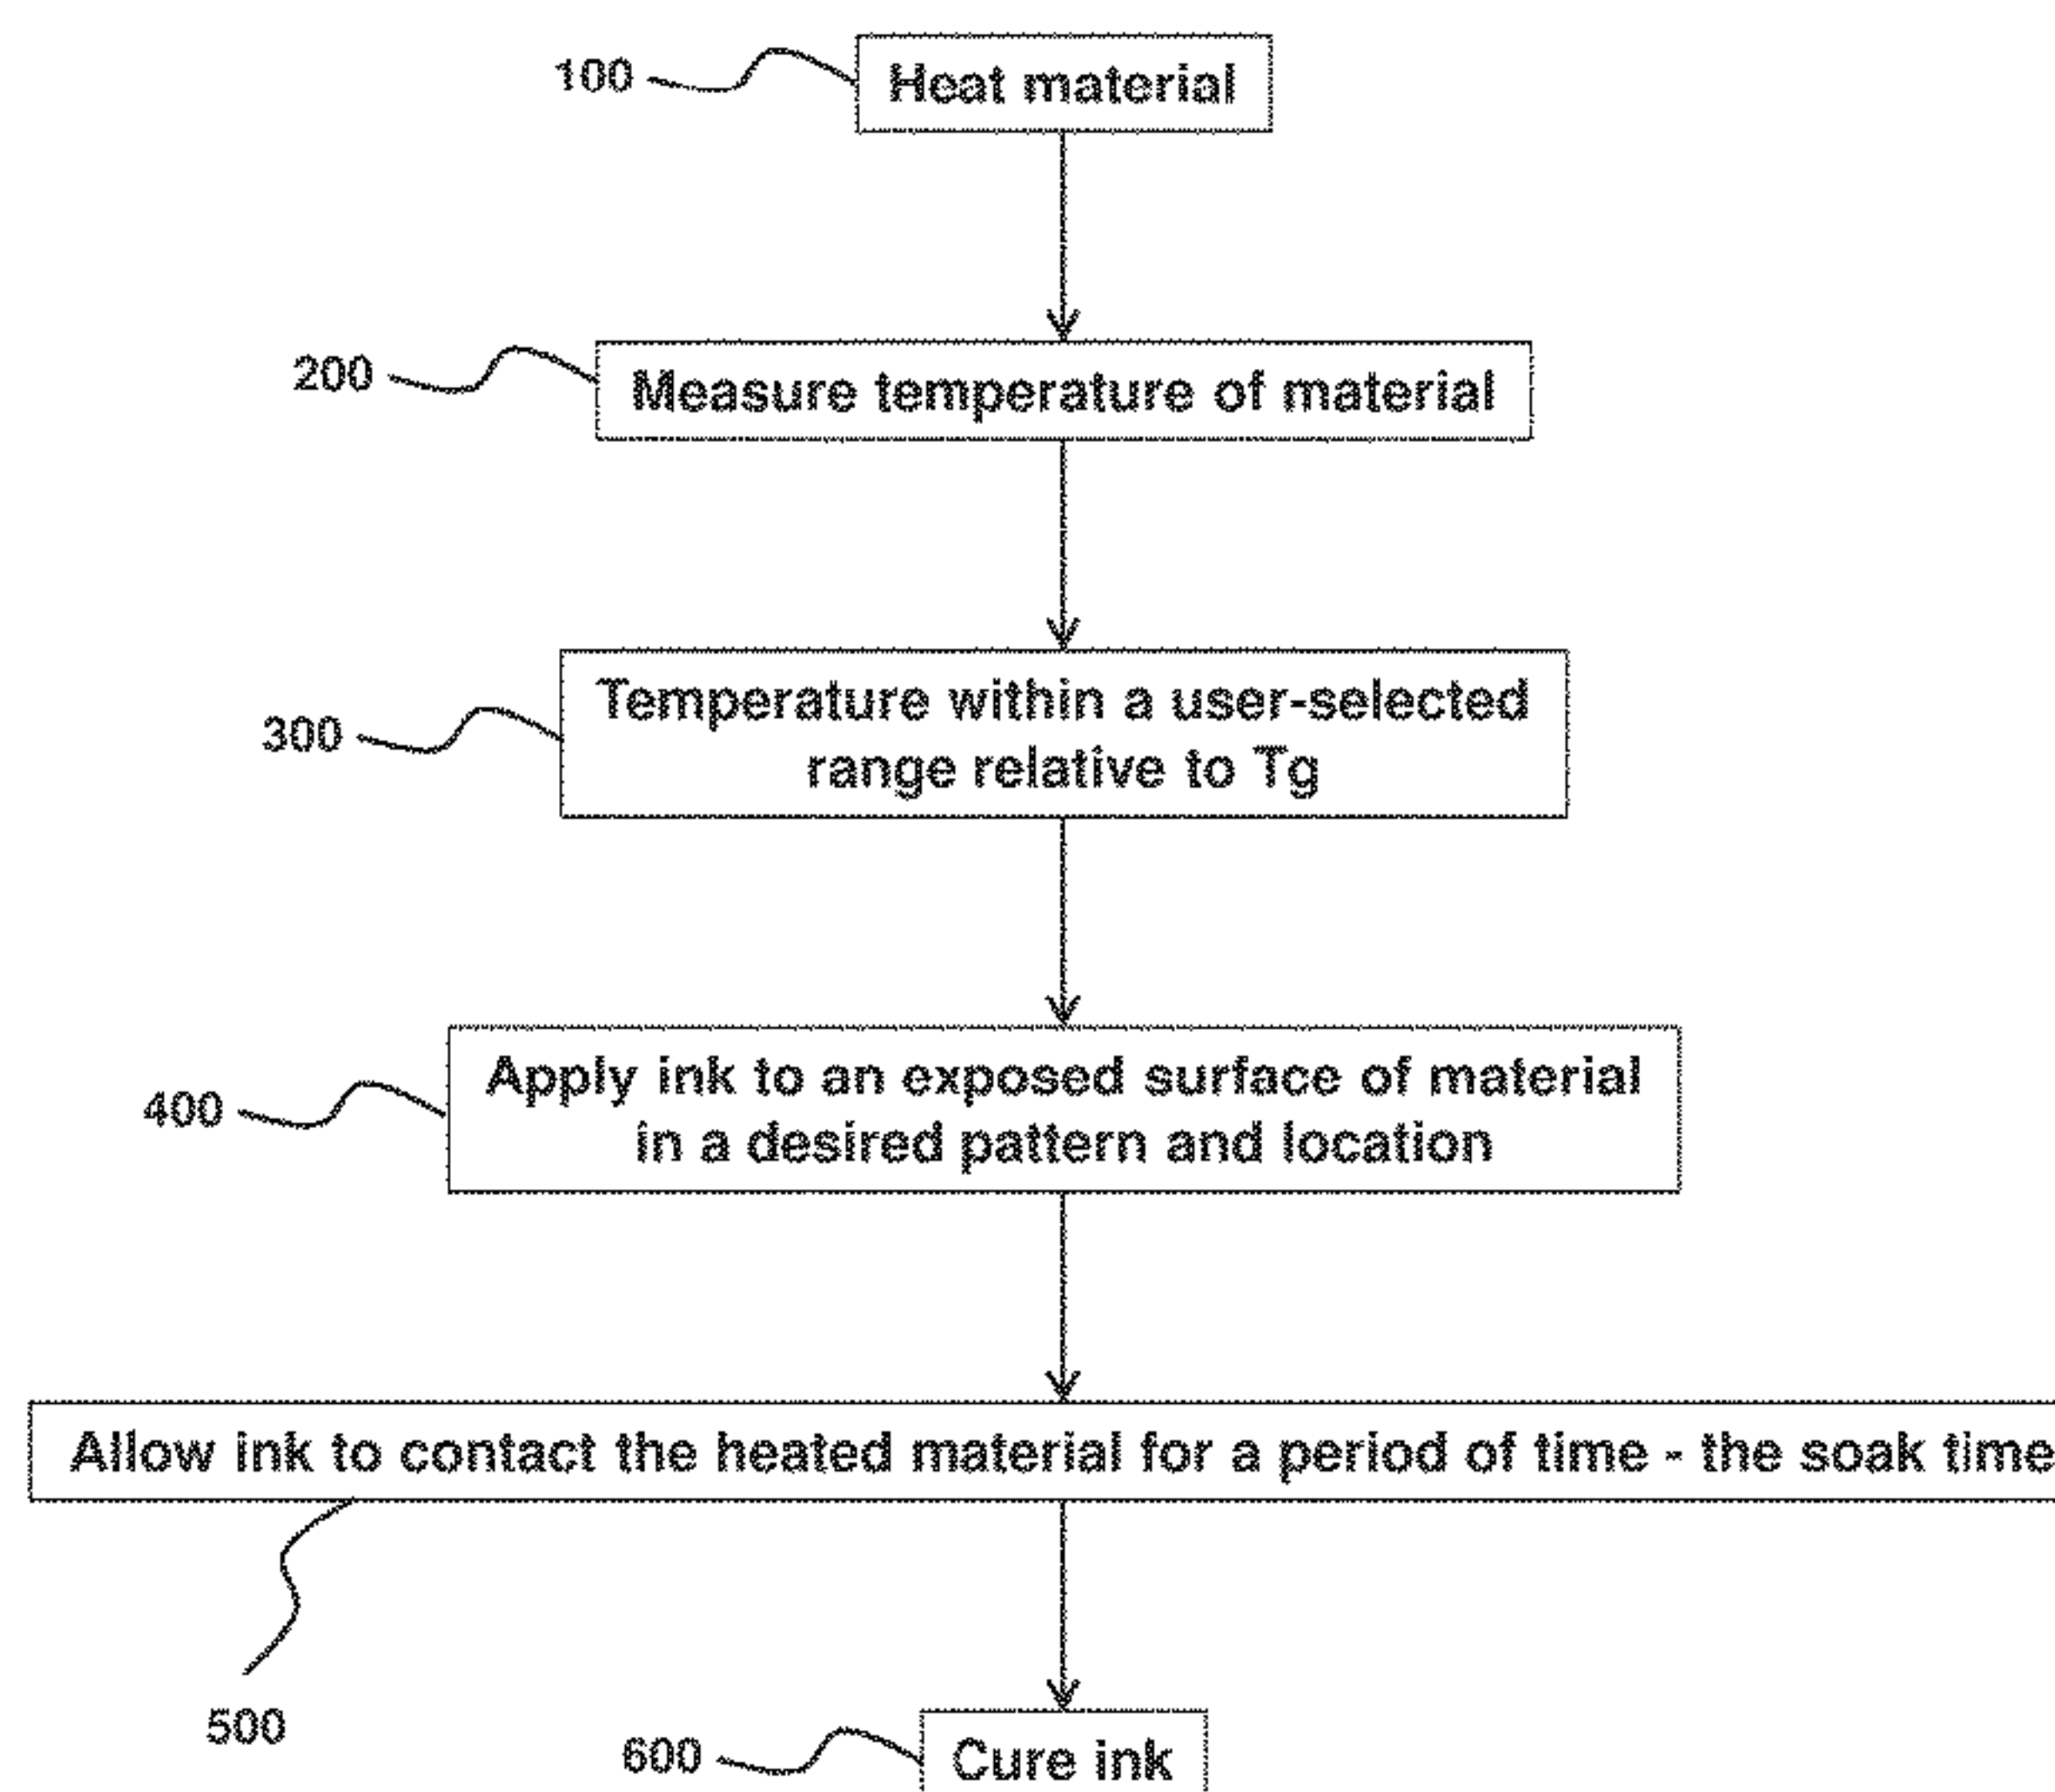 100
Heat material
200
Measure temperature of material
300
Temperature within a user-selected
range relative to Tg
400
Apply ink to an exposed surface of material
in a desired pattern and location
Allow ink to contact the heated material for a period of time - the soak time
500
600
Cure ink